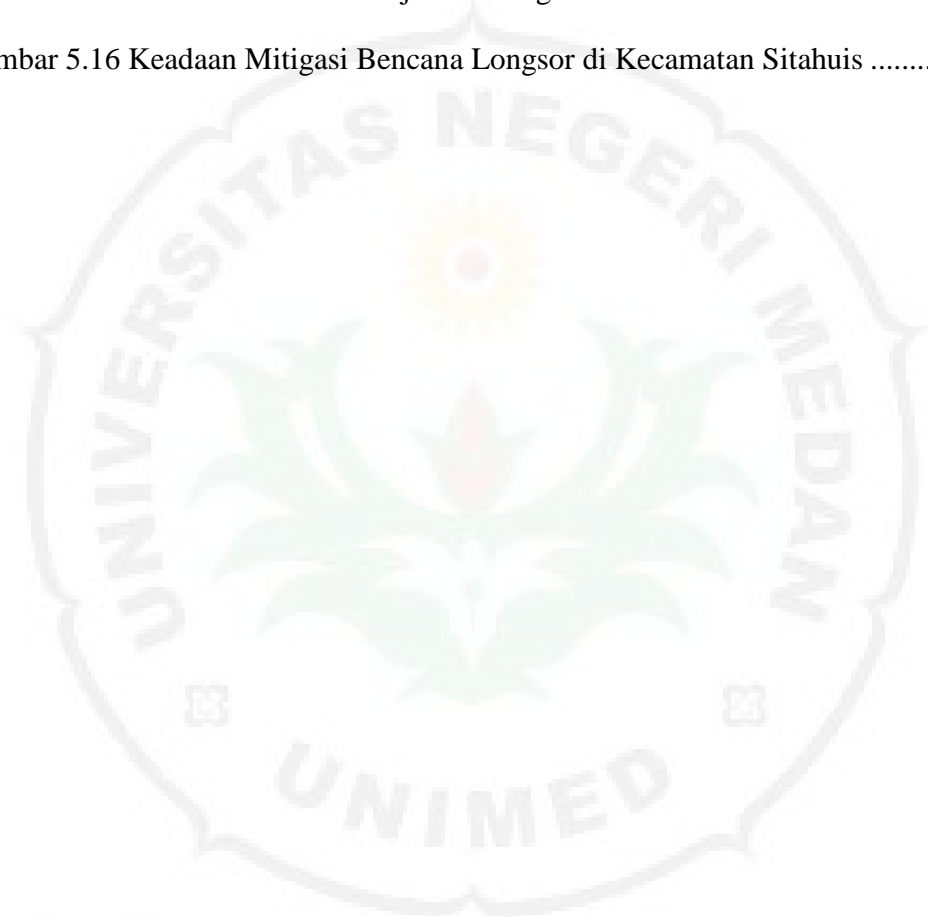 mbar 5.16 Keadaan Mitigasi Bencana Longsor di Kecamatan Sitahuis ........
UNIVERSITAS NEGERI MEDAN
UNIMED